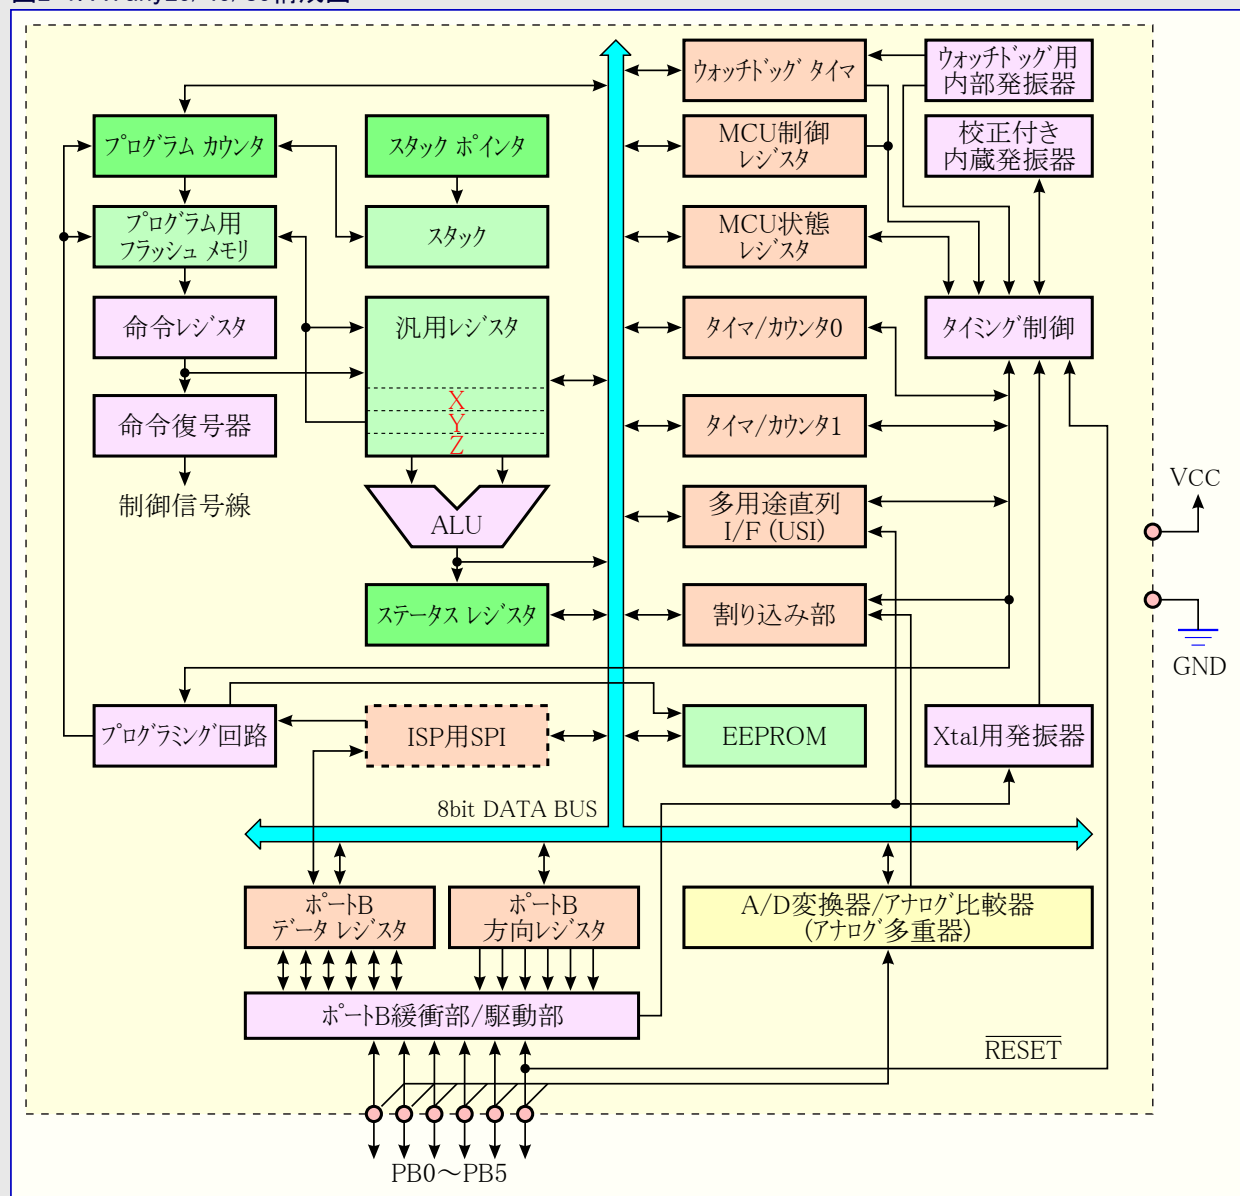 ウォッチドッグ タイマ
ウォッチドッグ用
内部発振器
プログラム カウンタ
スタック ポインタ
MCU制御
レジスタ
校正付き
内蔵発振器
プログラム用
フラッシュ メモリ
スタック
MCU状態
レジスタ
命令レジスタ
汎用レジスタ
X
Y
Z
タイマ/カウンタ0
タイミング制御
命令復号器
制御信号線
タイマ/カウンタ1
ALU
多用途直列
I/F (USI)
VCC
ステータス レジスタ
割り込み部
GND
プログラミング回路
ISP用SPI
EEPROM
Xtal用発振器
8bit DATA BUS
ポートB
データ レジスタ
ポートB
方向レジスタ
A/D変換器/アナログ比較器
(アナログ多重器)
ポートB緩衝部/駆動部
RESET
PB0～PB5